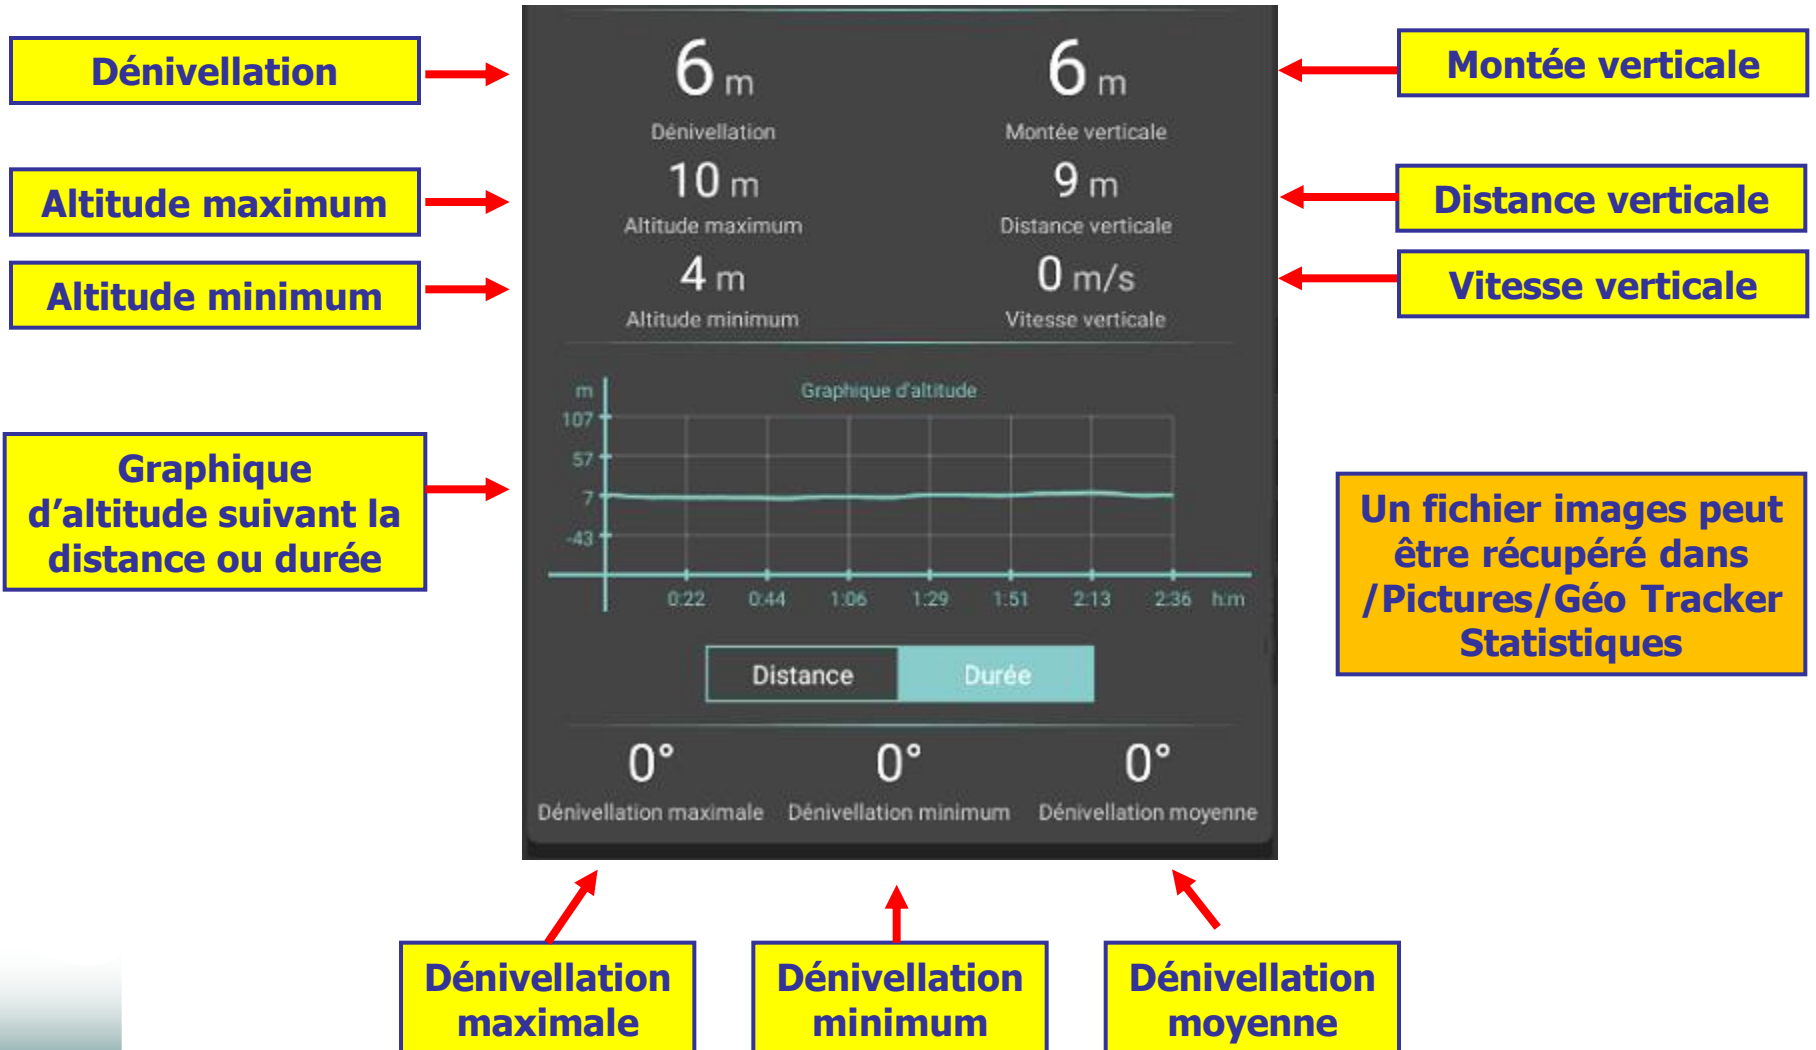 Dénivellation
6 m
6 m
Montée verticale
Dénivellation
Montée verticale
Altitude maximum
10 m
9 m
Distance verticale
Altitude maximum
Distance verticale
Altitude minimum
4 m
0 m/s
Vitesse verticale
Altitude minimum
Vitesse verticale
m
Graphique d'altitude
107
57
7
-43
0:22 0:44 1:06 1:29 1:51 2:13 2:36 h:m
Graphique
d’altitude suivant la
distance ou durée
Un fichier images peut
être récupéré dans
/Pictures/Géo Tracker
Statistiques
Distance Durée
0° 0° 0°
Dénivellation maximale Dénivellation minimum Dénivellation moyenne
Dénivellation
maximale
Dénivellation
minimum
Dénivellation
moyenne